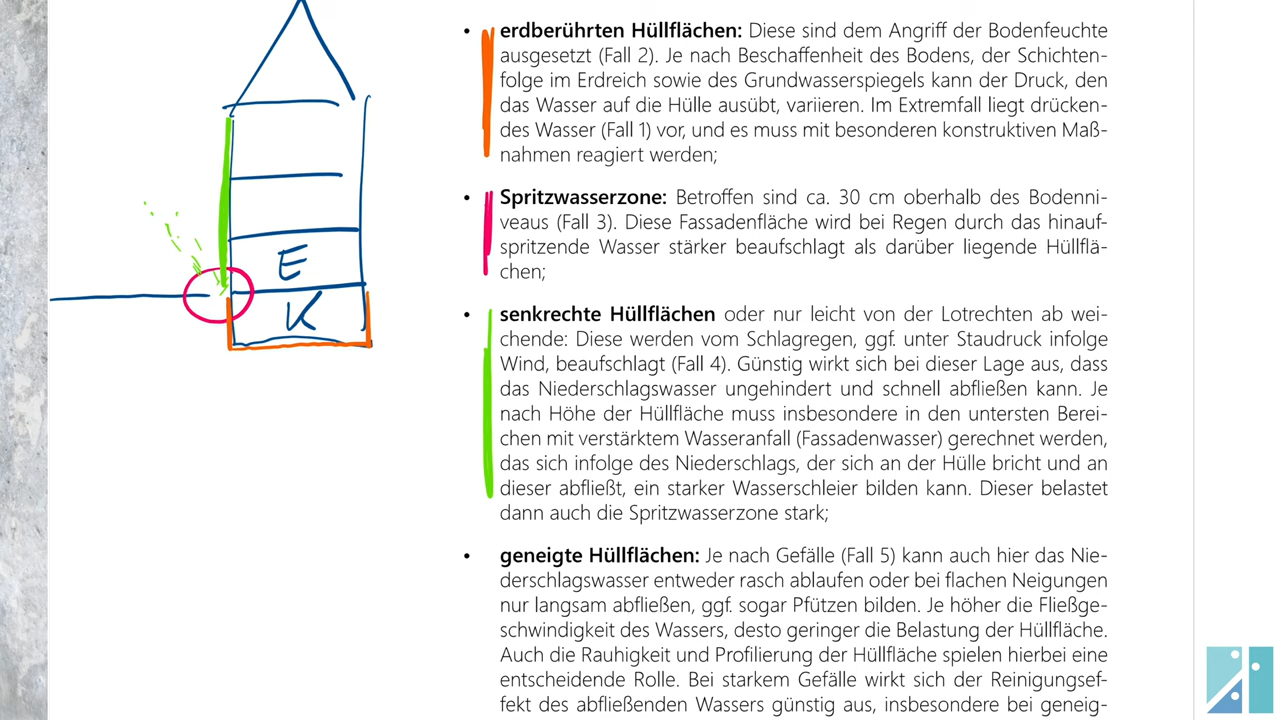 E
K
• erdberührten Hüllflächen: Diese sind dem Angriff der Bodenfeuchte
ausgesetzt (Fall 2). Je nach Beschaffenheit des Bodens, der Schichten-
folge im Erdreich sowie des Grundwasserspiegels kann der Druck, den
das Wasser auf die Hülle ausübt, variieren. Im Extremfall liegt drücken-
des Wasser (Fall 1) vor, und es muss mit besonderen konstruktiven Maß-
nahmen reagiert werden;
• Spritzwasserzone: Betroffen sind ca. 30 cm oberhalb des Bodenni-
veaus (Fall 3). Diese Fassadenfläche wird bei Regen durch das hinauf-
spritzende Wasser stärker beaufschlagt als darüber liegende Hüllflä-
chen;
• senkrechte Hüllflächen oder nur leicht von der Lotrechten ab wei-
chende: Diese werden vom Schlagregen, ggf. unter Staudruck infolge
Wind, beaufschlagt (Fall 4). Günstig wirkt sich bei dieser Lage aus, dass
das Niederschlagswasser ungehindert und schnell abfließen kann. Je
nach Höhe der Hüllfläche muss insbesondere in den untersten Berei-
chen mit verstärktem Wasseranfall (Fassadenwasser) gerechnet werden,
das sich infolge des Niederschlags, der sich an der Hülle bricht und an
dieser abfließt, ein starker Wasserschleier bilden kann. Dieser belastet
dann auch die Spritzwasserzone stark;
• geneigte Hüllflächen: Je nach Gefälle (Fall 5) kann auch hier das Nie-
derschlagswasser entweder rasch ablaufen oder bei flachen Neigungen
nur langsam abfließen, ggf. sogar Pfützen bilden. Je höher die Fließge-
schwindigkeit des Wassers, desto geringer die Belastung der Hüllfläche.
Auch die Rauhigkeit und Profilierung der Hüllfläche spielen hierbei eine
entscheidende Rolle. Bei starkem Gefälle wirkt sich der Reinigungsef-
fekt des abfließenden Wassers günstig aus, insbesondere bei geneig-